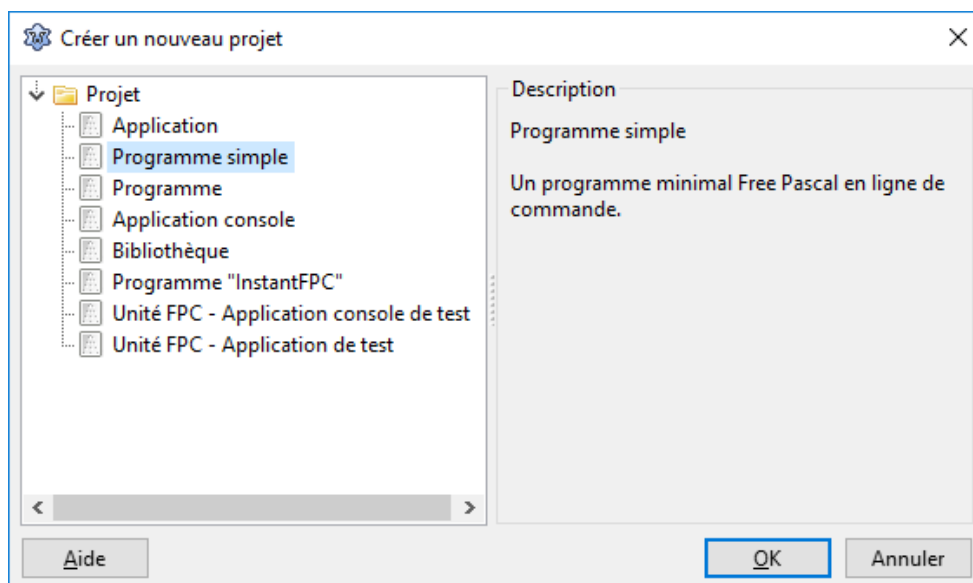 Créer un nouveau projet
Projet
Application
Programme simple
Programme
Application console
Bibliothèque
Programme "InstantFPC"
Unité FPC - Application console de test
Unité FPC - Application de test
Description
Programme simple
Un programme minimal Free Pascal en ligne de
commande.
Aide
OK
Annuler